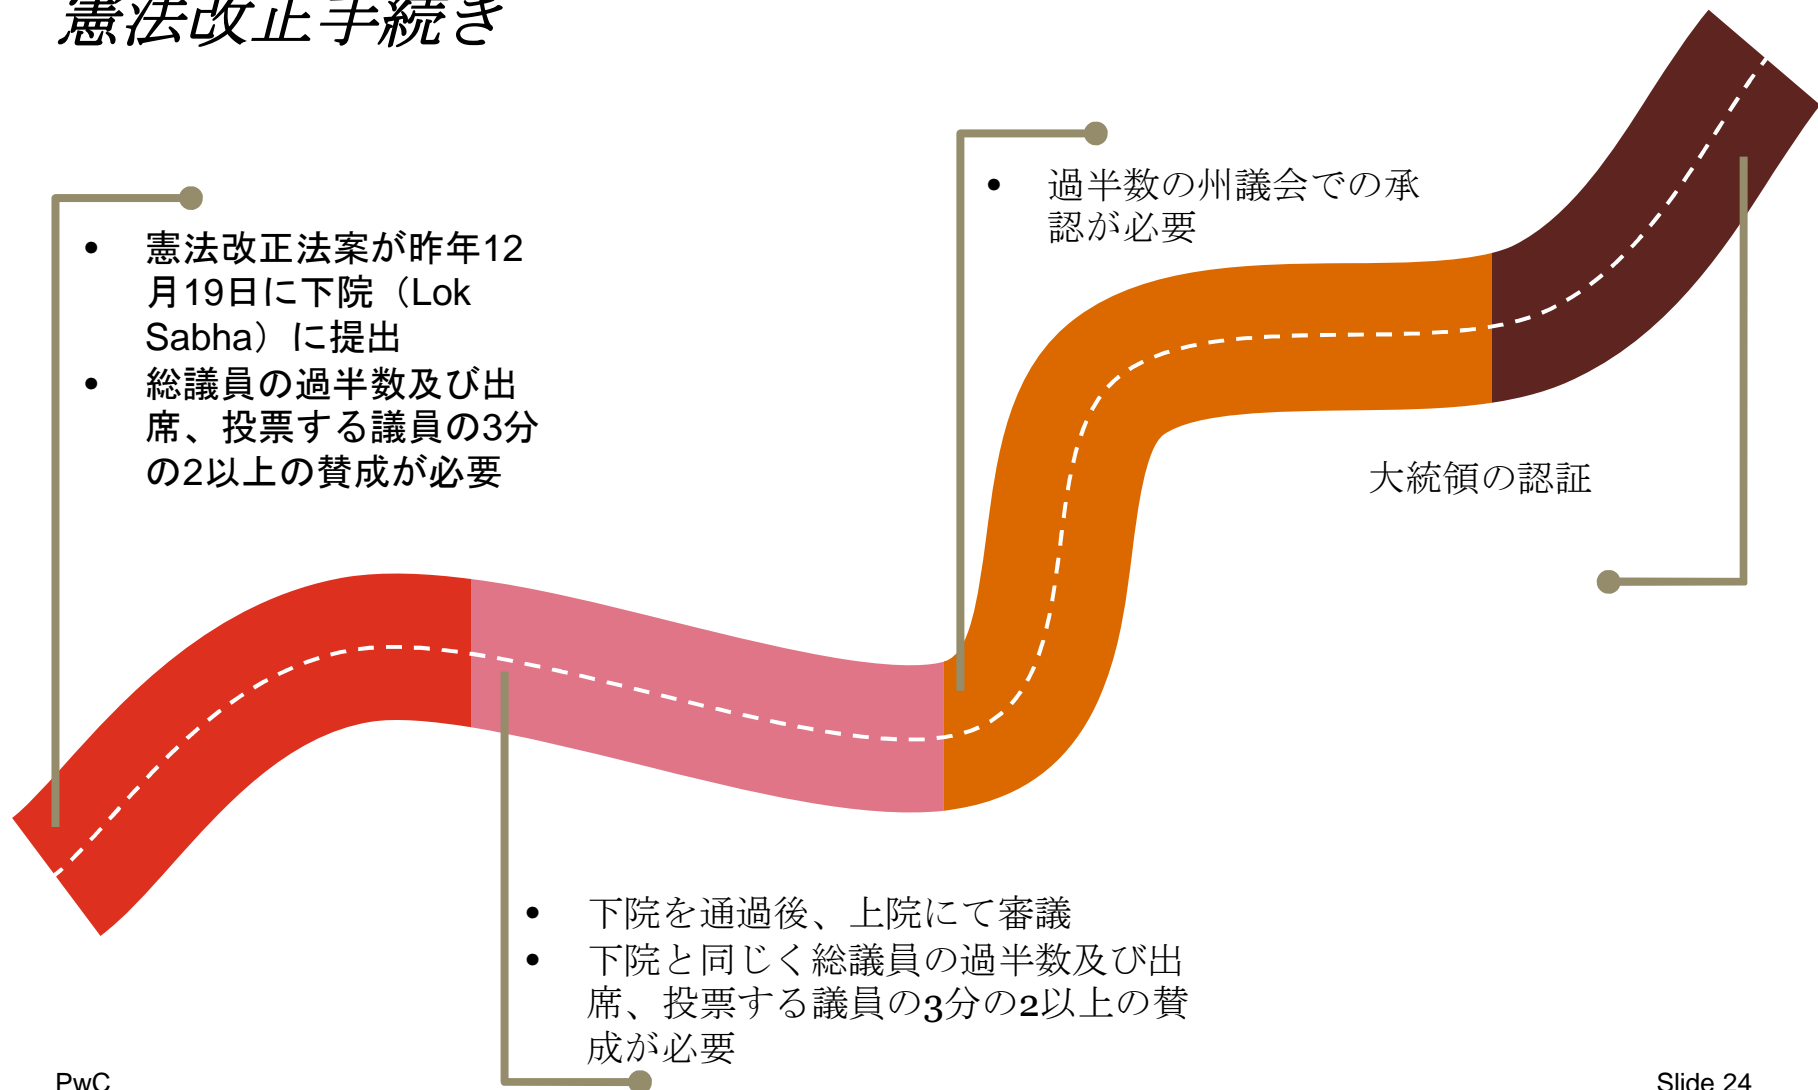 憲法改正手続き
• 憲法改正法案が昨年12
月19日に下院（Lok
Sabha）に提出
• 総議員の過半数及び出
席、投票する議員の3分
の2以上の賛成が必要
• 過半数の州議会での承
認が必要
大統領の認証
• 下院を通過後、上院にて審議
• 下院と同じく総議員の過半数及び出
席、投票する議員の3分の2以上の賛
成が必要
PwC
Slide 24